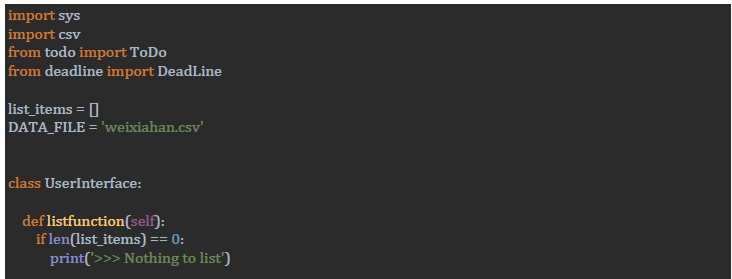 import sys
import csv
from todo import ToDo
from deadline import DeadLine
list_items = []
DATA_FILE = 'weixiahan.csv'
class UserInterface:
def listfunction(self):
if len(list_items) == 0:
print('>>> Nothing to list')